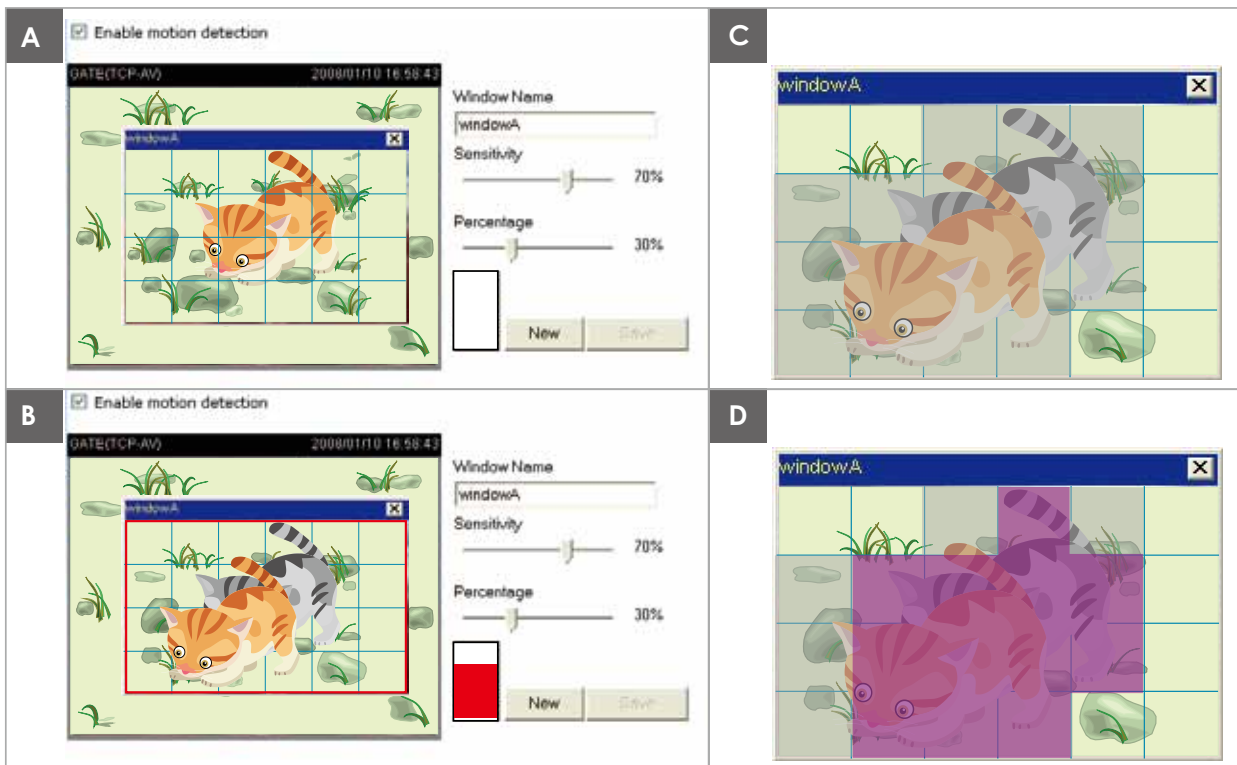 A
Enable motion detection
GATE(TCP-AV) 2008/01/10 16:58:43
windowA
Window Name
windowA
Sensitivity
70%
Percentage
30%
New Save
C
windowA
B
Enable motion detection
GATE(TCP-AV) 2008/01/10 16:58:43
windowA
Window Name
windowA
Sensitivity
70%
Percentage
30%
New Save
D
windowA